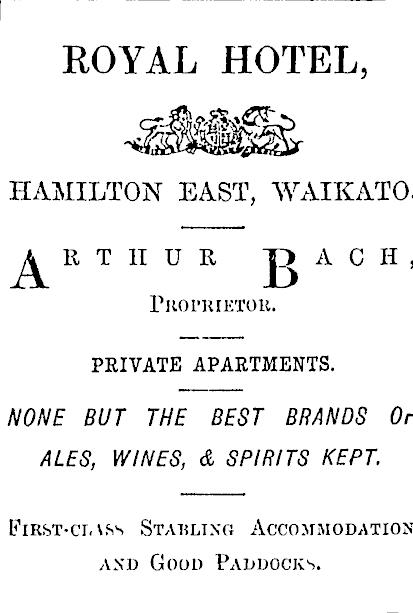 ROYAL HOTEL,
HAMILTON EAST, WAIKATO.
ARTHUR BACH,
PROPRIETOR.
PRIVATE APARTMENTS.
NONE BUT THE BEST BRANDS Or
ALES, WINES, & SPIRITS KEPT.
FIRST-CLASS STABLING ACCOMMODATION
AND GOOD PADDOCKS.